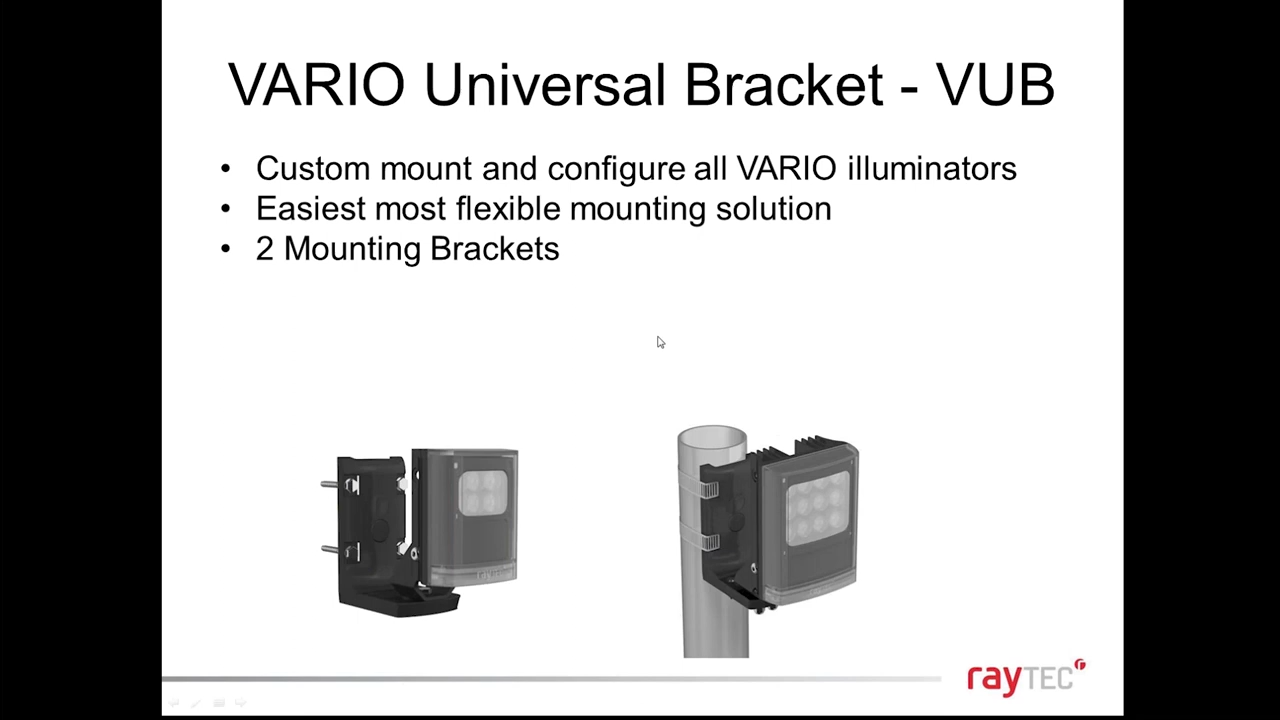 VARIO Universal Bracket - VUB
• Custom mount and configure all VARIO illuminators
• Easiest most flexible mounting solution
• 2 Mounting Brackets
raytec
rayTEC